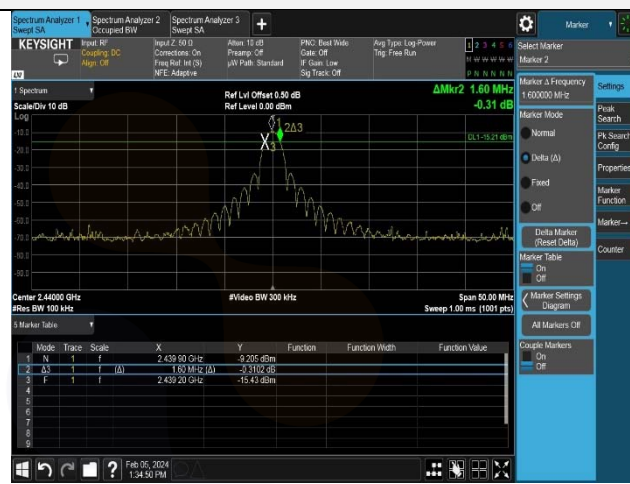 Spectrum Analyzer 1
Swept SA
Spectrum Analyzer 2
Occupied BW
Spectrum Analyzer 3
Swept SA
+
Marker
KEYSIGHT
Input: RF
Coupling: DC
Align: Off
Input Z: 50 Ω
Corrections: On
Freq Ref: Int (S)
NFE: Adaptive
Atten: 10 dB
Preamp: Off
µW Path: Standard
PNO: Best Wide
Gate: Off
IF Gain: Low
Sig Track: Off
Avg Type: Log-Power
Trig: Free Run
1 2 3 4 5 6
M W W W W W
P N N N N N
Select Marker
Marker 2
LXI
1 Spectrum
Scale/Div 10 dB
Log
Ref Lvl Offset 0.50 dB
Ref Level 0.00 dBm
ΔMkr2 1.60 MHz
-0.31 dB
2Δ3
1
3
DL1 -15.21 dBm
-10.0
-20.0
-30.0
-40.0
-50.0
-60.0
-70.0
-80.0
-90.0
Center 2.44000 GHz
#Res BW 100 kHz
#Video BW 300 kHz
Span 50.00 MHz
Sweep 1.00 ms (1001 pts)
5 Marker Table
Mode Trace Scale X Y Function Function Width Function Value
1 N 1 f 2.439 90 GHz -9.205 dBm
2 Δ3 1 f (Δ) 1.60 MHz (Δ) -0.3102 dB
3 F 1 f 2.439 20 GHz -15.43 dBm
4
5
6
7
8
9
Marker Δ Frequency
1.600000 MHz
Marker Mode
Normal
Delta (Δ)
Fixed
Off
Delta Marker
(Reset Delta)
Marker Table
On
Off
Marker Settings
Diagram
All Markers Off
Couple Markers
On
Off
Settings
Peak
Search
Pk Search
Config
Properties
Marker
Function
Marker→
Counter
?
Feb 05, 2024
1:34:50 PM